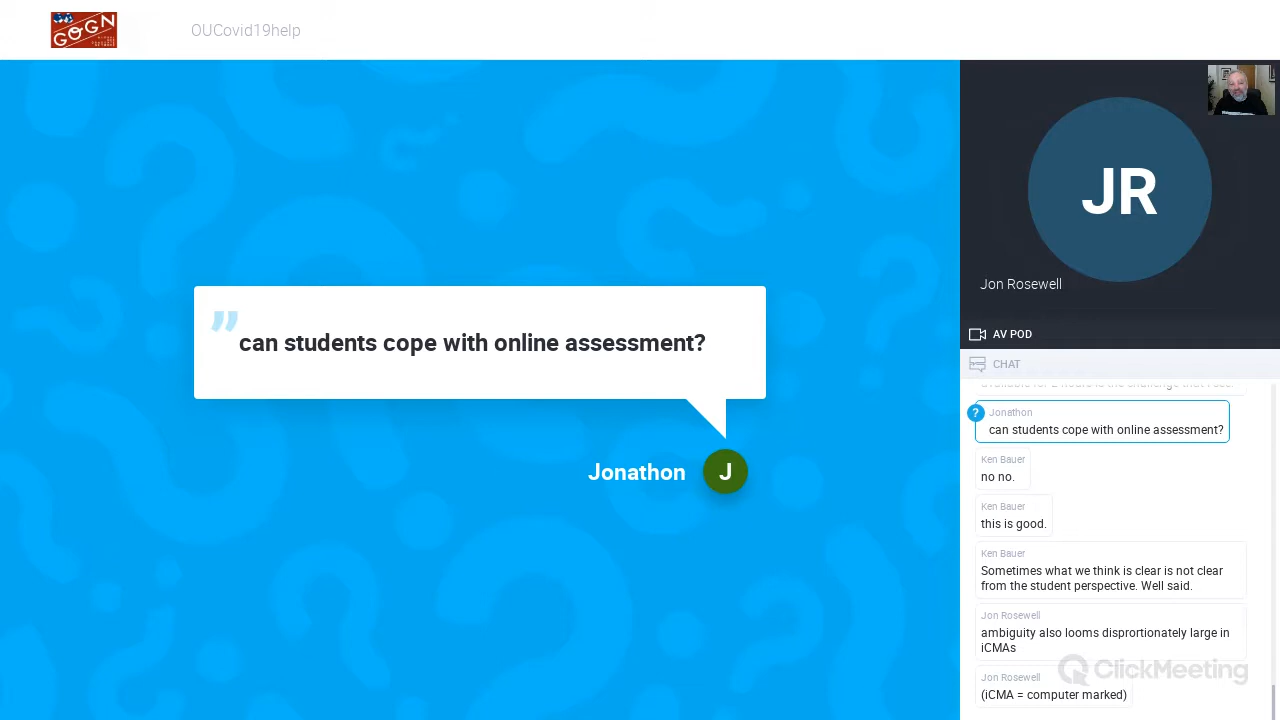 GOGN
OUCovid19help
”
can students cope with online assessment?
Jonathon
J
JR
Jon Rosewell
AV POD
CHAT
?
Jonathon
can students cope with online assessment?
Ken Bauer
no no.
Ken Bauer
this is good.
Ken Bauer
Sometimes what we think is clear is not clear
from the student perspective. Well said.
Jon Rosewell
ambiguity also looms disprortionately large in
iCMAs
Jon Rosewell
(iCMA = computer marked)
ClickMeeting